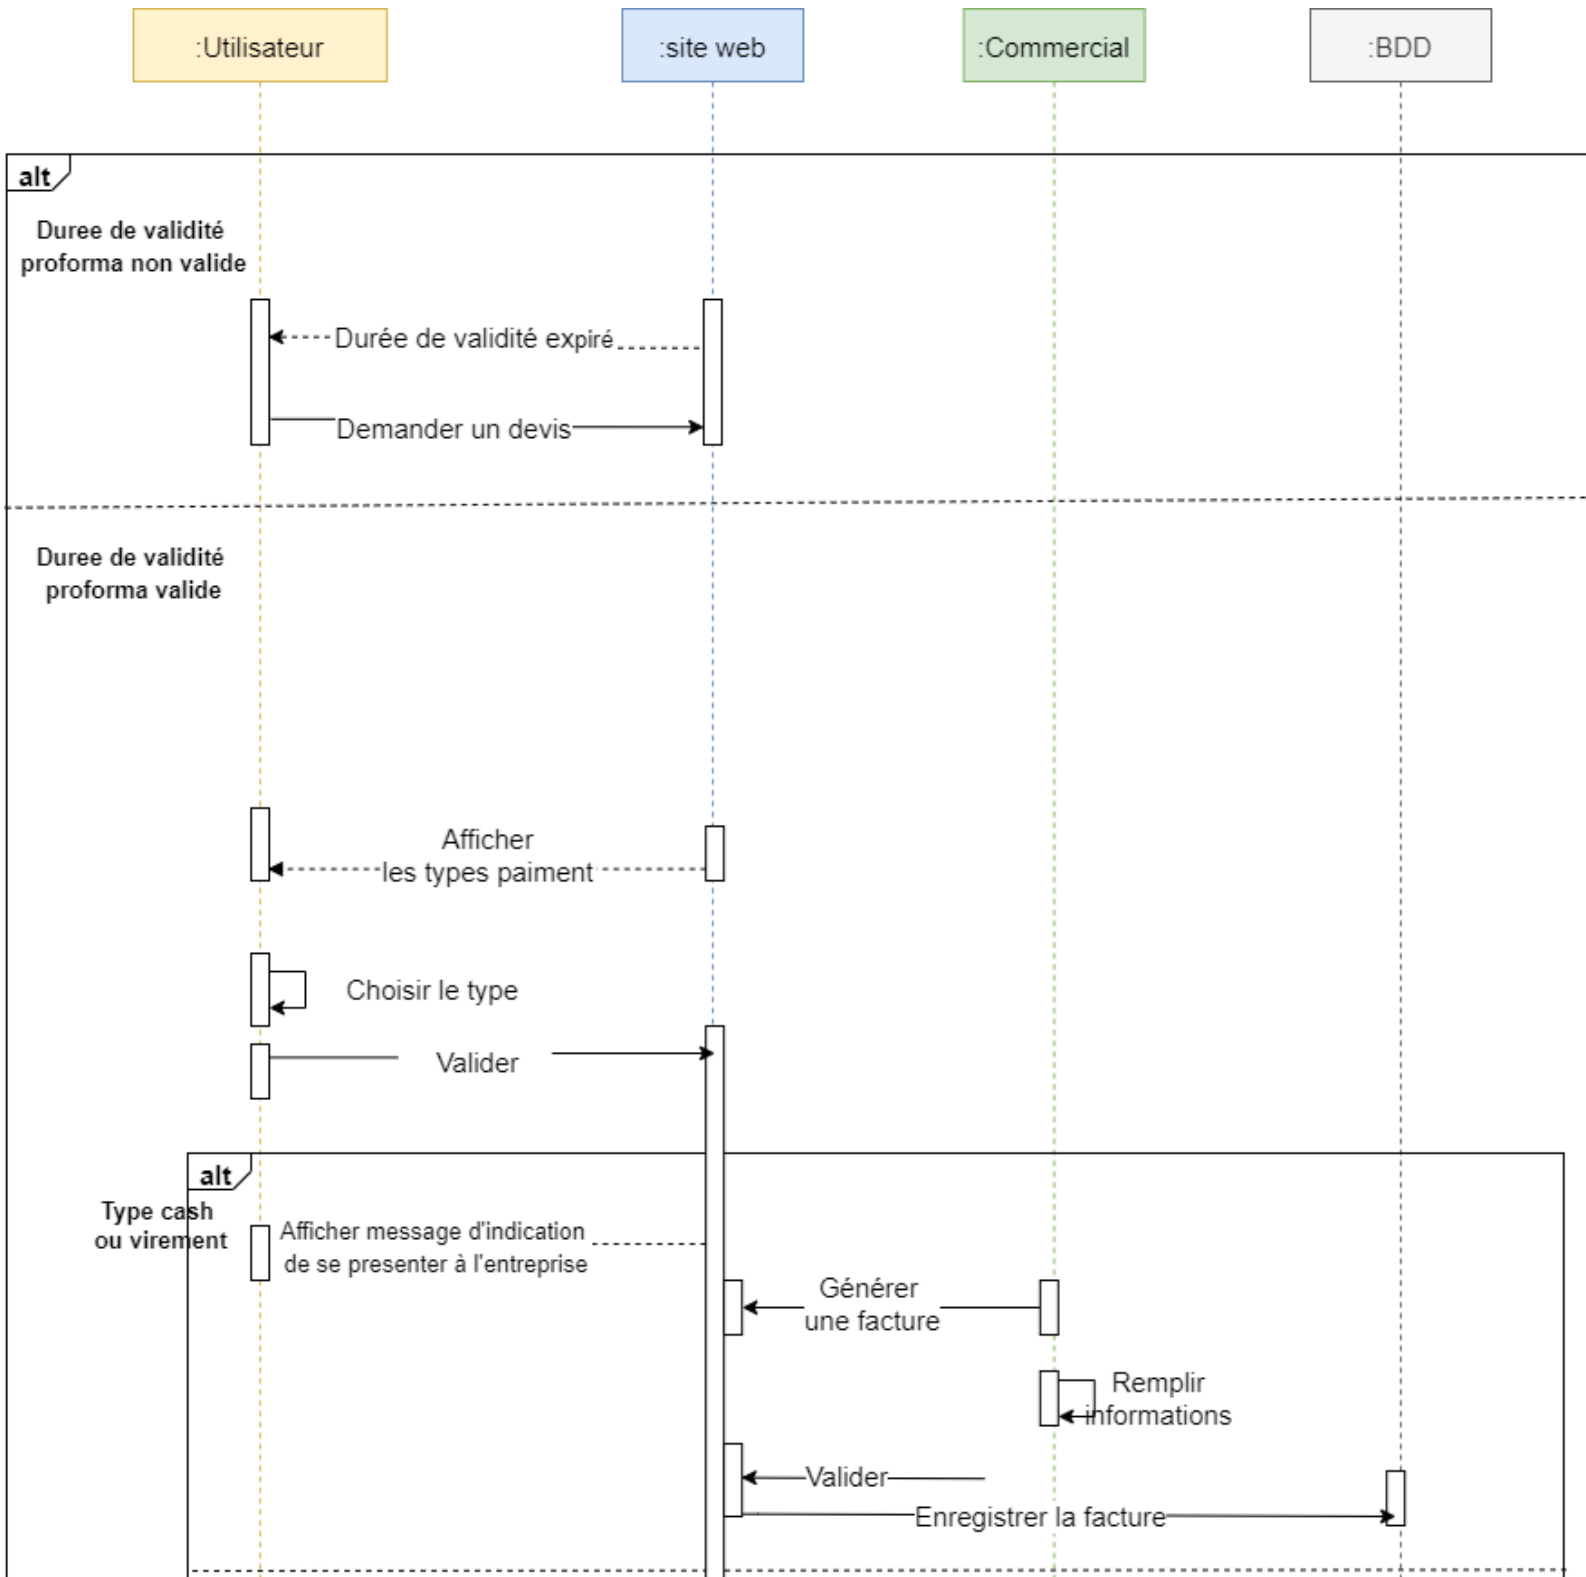 :Utilisateur
:site web
:Commercial
:BDD
alt
Duree de validité
proforma non valide
Durée de validité expiré
Demander un devis
Duree de validité
proforma valide
Afficher
les types paiment
Choisir le type
Valider
alt
Type cash
ou virement
Afficher message d'indication
de se presenter à l'entreprise
Générer
une facture
Remplir
informations
Valider
Enregistrer la facture